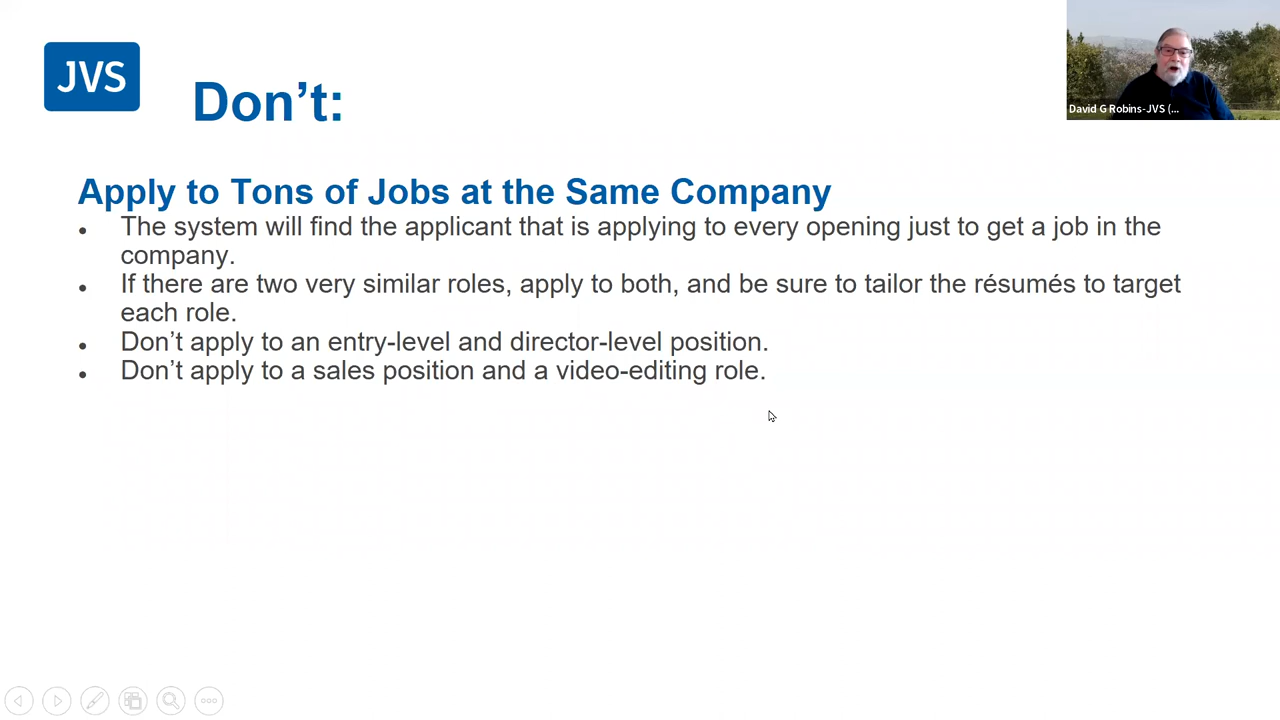 JVS
Don't:
David G Robins-JVS (...
Apply to Tons of Jobs at the Same Company
• The system will find the applicant that is applying to every opening just to get a job in the
company.
• If there are two very similar roles, apply to both, and be sure to tailor the résumés to target
each role.
• Don't apply to an entry-level and director-level position.
• Don't apply to a sales position and a video-editing role.